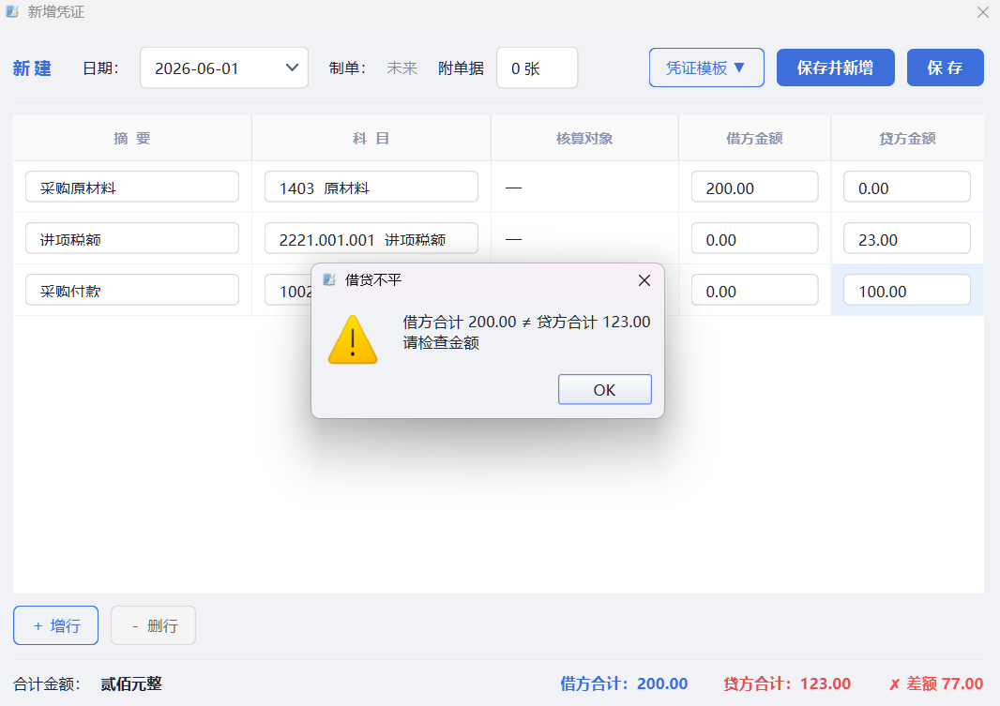 新增凭证
新 建 日期： 2026-06-01 制单： 未来 附单据 0 张 凭证模板 ▼ 保存并新增 保 存
摘 要 科 目 核算对象 借方金额 贷方金额
采购原材料 1403 原材料 — 200.00 0.00
进项税额 2221.001.001 进项税额 — 0.00 23.00
采购付款 1002 0.00 100.00
借贷不平
借方合计 200.00 ≠ 贷方合计 123.00
请检查金额
OK
+ 增行 - 删行
合计金额： 贰佰元整 借方合计：200.00 贷方合计：123.00 ✗ 差额 77.00